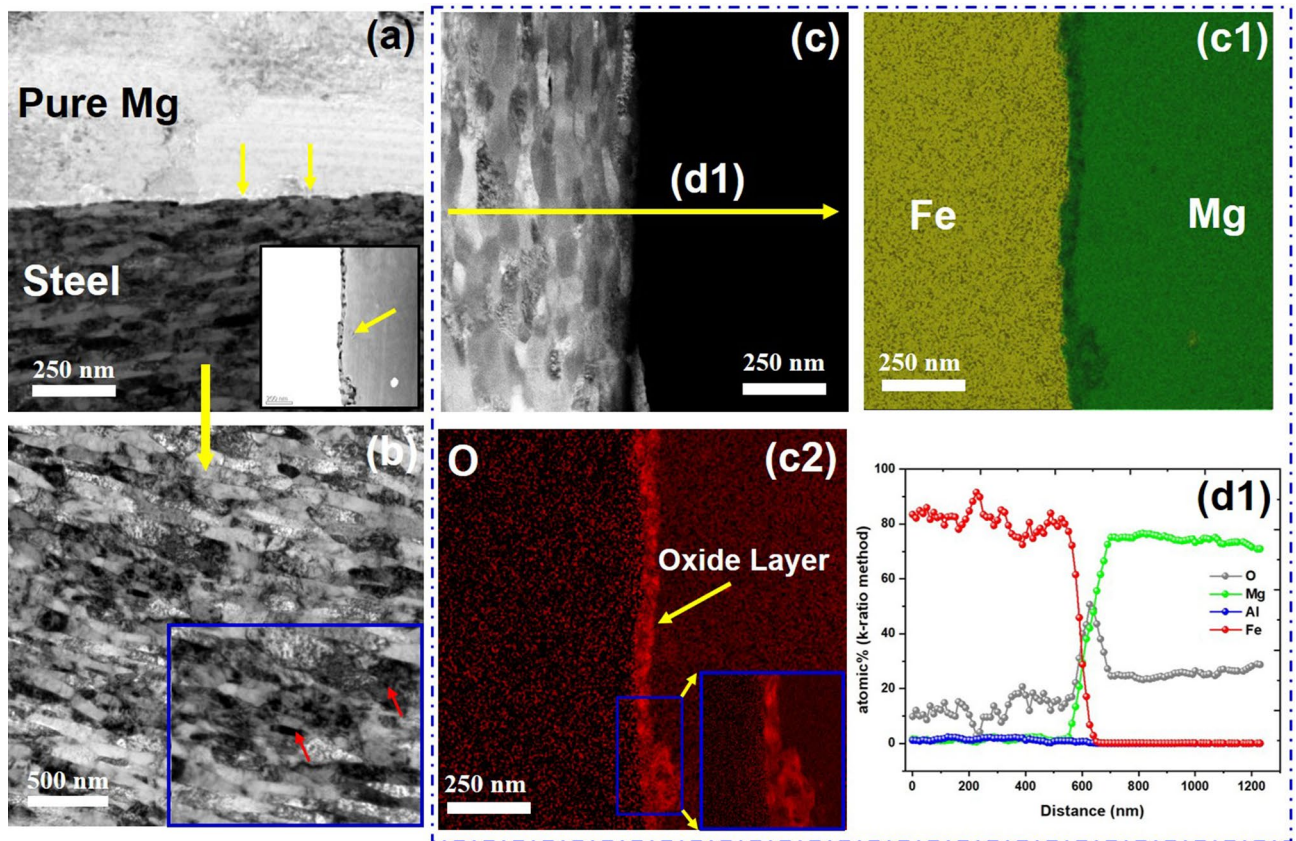 (a)
Pure Mg
Steel
250 nm
200 nm
(b)
500 nm
(c)
(d1)
250 nm
(c1)
Fe
Mg
250 nm
O
(c2)
Oxide Layer
250 nm
(d1)
100
80
60
40
20
0
atomic% (k-ratio method)
O
Mg
Al
Fe
0
200
400
600
800
1000
1200
Distance (nm)